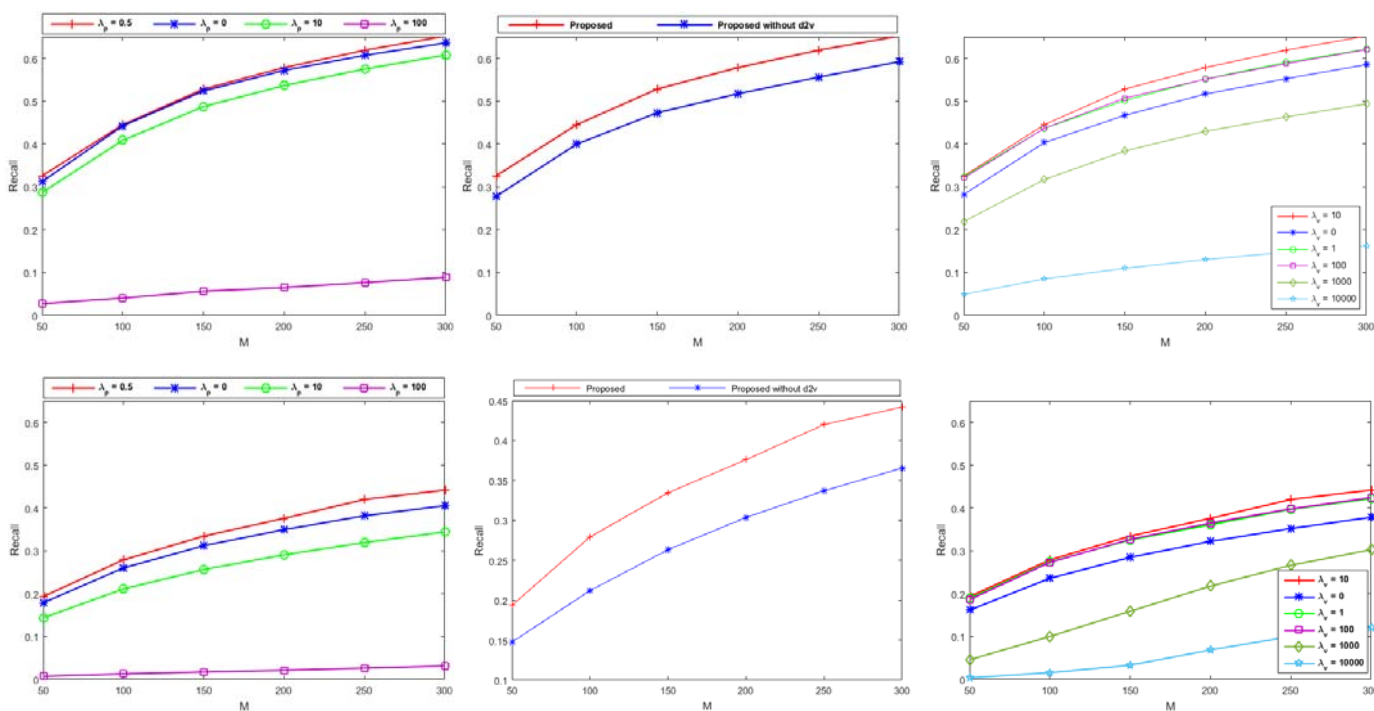 λp = 0.5 λp = 0 λp = 10 λp = 100
0.6
0.5
0.4
0.3
0.2
0.1
0
Recall
50 100 150 200 250 300
M
Proposed Proposed without d2v
0.6
0.5
0.4
0.3
0.2
0.1
0
Recall
50 100 150 200 250 300
M
0.6
0.5
0.4
0.3
0.2
0.1
0
Recall
λv = 10
λv = 0
λv = 1
λv = 100
λv = 1000
λv = 10000
50 100 150 200 250 300
M
λp = 0.5 λp = 0 λp = 10 λp = 100
0.6
0.5
0.4
0.3
0.2
0.1
0
Recall
50 100 150 200 250 300
M
Proposed Proposed without d2v
0.45
0.4
0.35
0.3
0.25
0.2
0.15
0.1
Recall
50 100 150 200 250 300
M
0.6
0.5
0.4
0.3
0.2
0.1
0
Recall
λv = 10
λv = 0
λv = 1
λv = 100
λv = 1000
λv = 10000
50 100 150 200 250 300
M